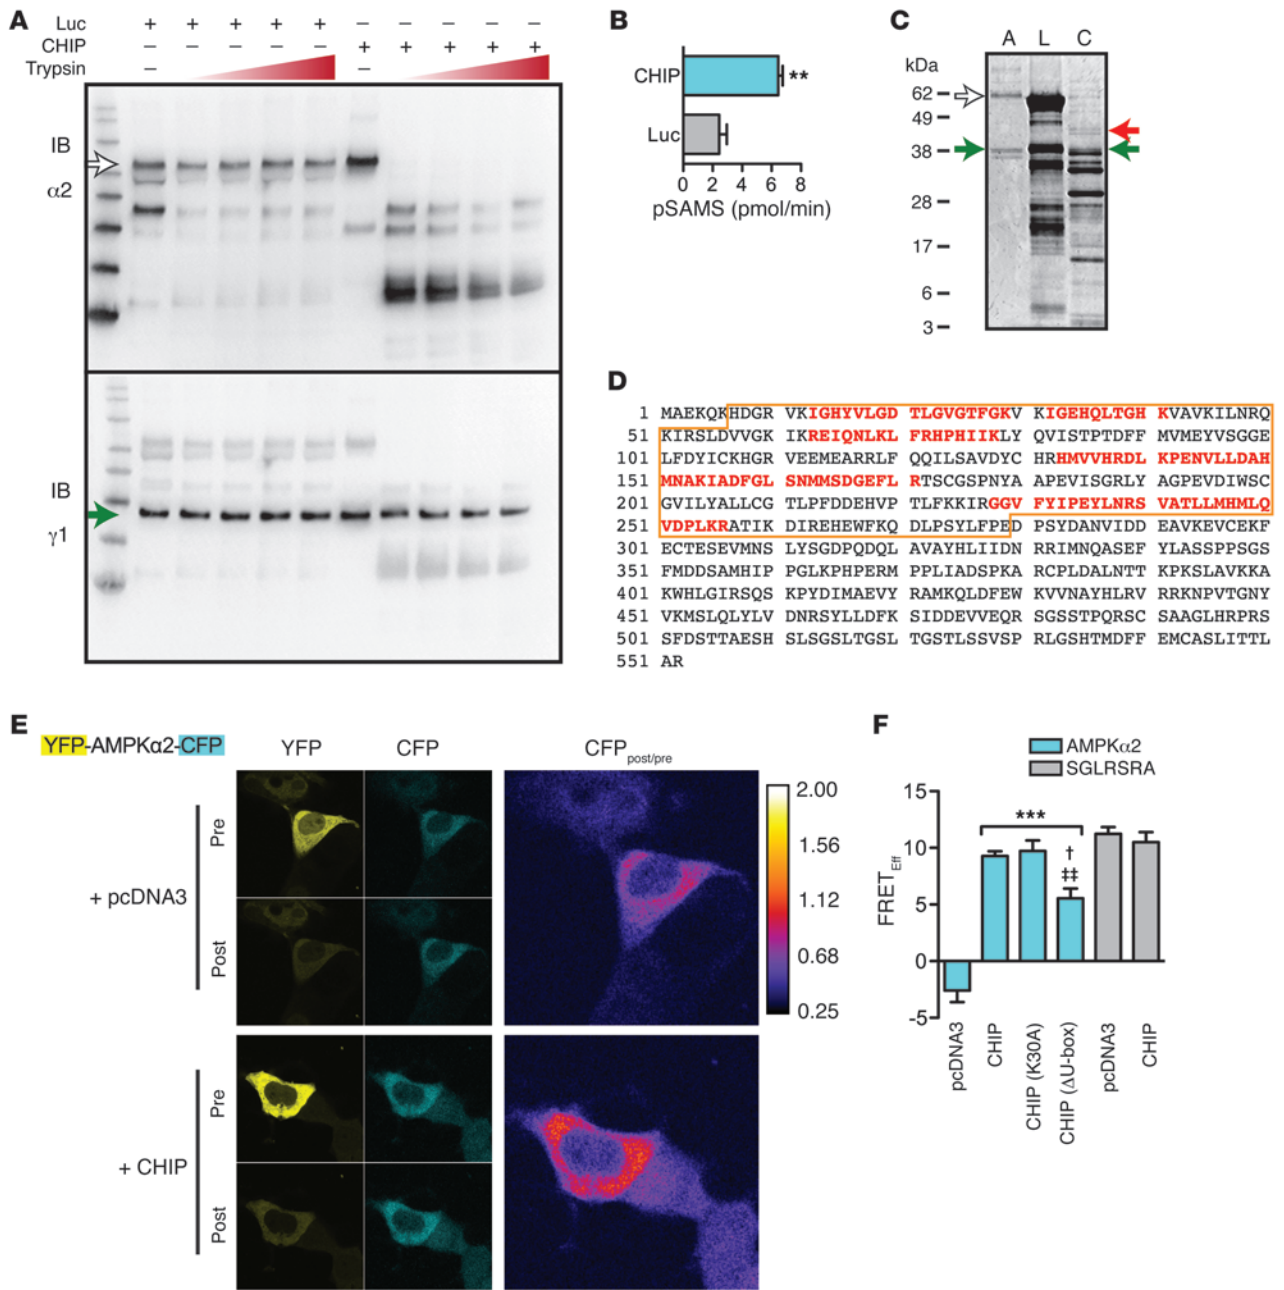 A
Luc + + + + + − − − − −
CHIP − − − − − + + + + +
Trypsin − −
IB
α2
IB
γ1
B
CHIP
**
Luc
0 2 4 6 8
pSAMS (pmol/min)
C
A L C
kDa
62
49
38
28
17
6
3
D
1 MAEKQKHDGR VKIGHYVLGD TLGVGTFGKV KIGEHQLTGH KVAVKILNRQ
51 KIRSLDVVGK IKREIQNLKL FRHPHIIKLY QVISTPTDFF MVMEYVSGGE
101 LFDYICKHGR VEEMEARRLF QQILSAVDYC HRHMVVHRDL KPENVLLDAH
151 MNAKIADFGL SNMMSDGEFL RTSCGSPNYA APEVISGRLY AGPEVDIWSC
201 GVILYALLCG TLPFDDEHVP TLFKKIRGGV FYIPEYLNRS VATLLMHMLQ
251 VDPLKRATIK DIREHEWFKQ DLPSYLFPED PSYDANVIDD EAVKEVCEKF
301 ECTESEVMNS LYSGDPQDQL AVAYHLIIDN RRIMNQASEF YLASSPPSGS
351 FMDDSAMHIP PGLKPHPERM PPLIADSPKA RCPLDALNTT KPKSLAVKKA
401 KWHLGIRSQS KPYDIMAEVY RAMKQLDFEW KVVNAYHLRV RRKNPVTGNY
451 VKMSLQLYLV DNRSYLLDFK SIDDEVVEQR SGSSTPQRSC SAAGLHRPRS
501 SFDSTTAESH SLSGSLTGSL TGSTLSSVSP RLGSHTMDFF EMCASLITTL
551 AR
E
YFP-AMPKα2-CFP
YFP CFP CFPpost/pre
+ pcDNA3
Pre
Post
+ CHIP
Pre
Post
2.00
1.56
1.12
0.68
0.25
F
AMPKα2
SGLRSRA
FRETEff
15
10
5
0
-5
***
†
‡‡
pcDNA3
CHIP
CHIP (K30A)
CHIP (ΔU-box)
pcDNA3
CHIP